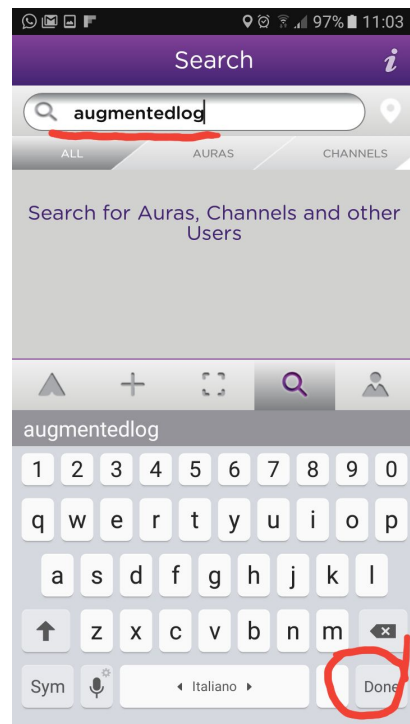 97% 11:03
Search i
augmentedlog
ALL AURAS CHANNELS
Search for Auras, Channels and other
Users
augmentedlog
1 2 3 4 5 6 7 8 9 0
q w e r t y u i o p
a s d f g h j k l
z x c v b n m
Sym Italiano . Done